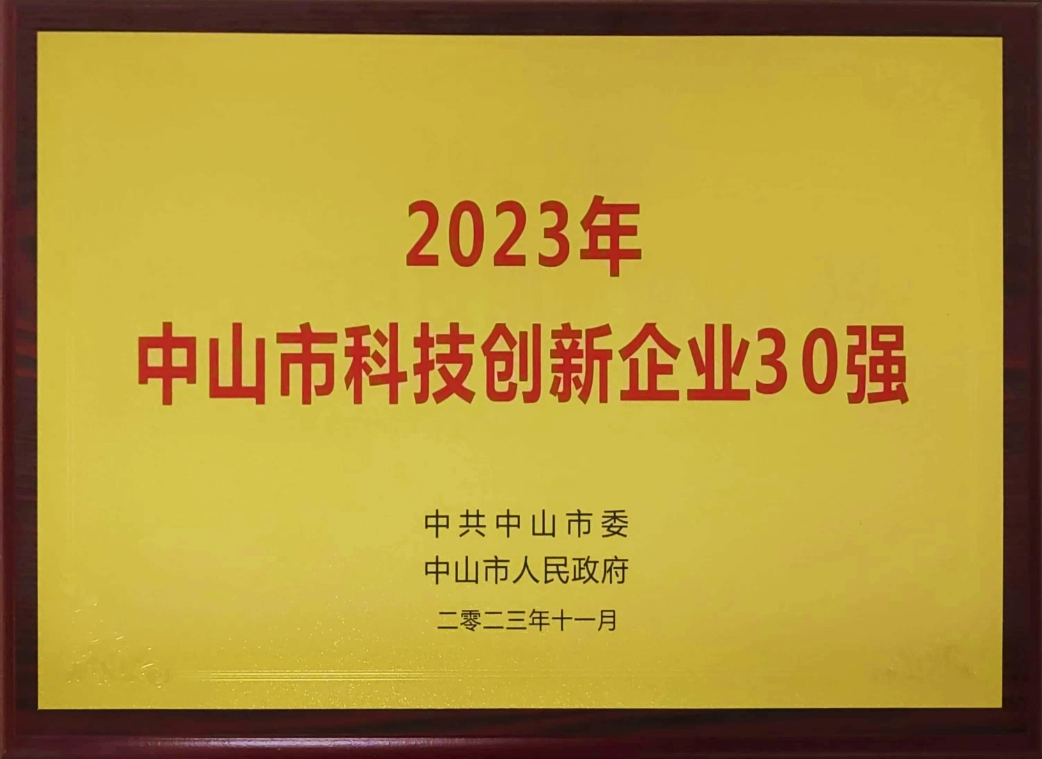 2023年
中山市科技创新企业30强
中共中山市委
中山市人民政府
二零二三年十一月